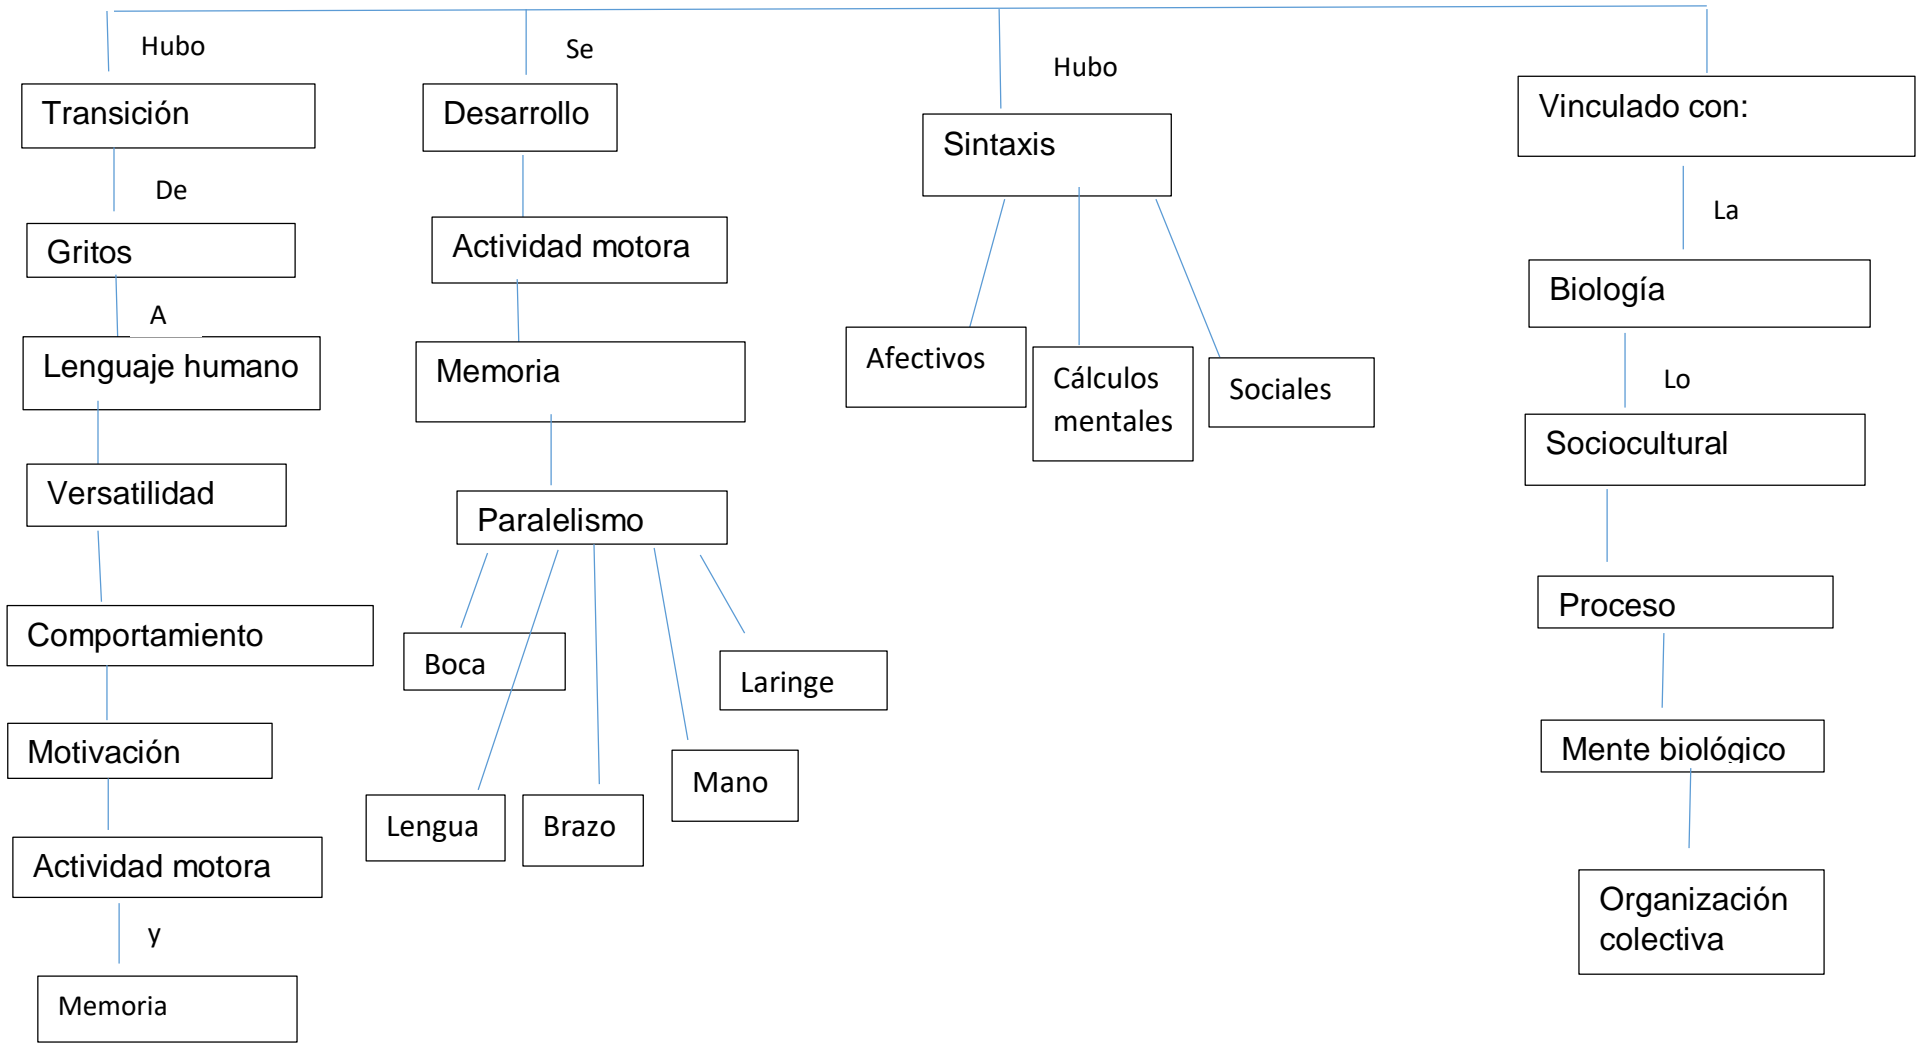 Hubo
Transición
De
Gritos
A
Lenguaje humano
Versatilidad
Comportamiento
Motivación
Actividad motora
y
Memoria
Se
Desarrollo
Actividad motora
Memoria
Paralelismo
Boca
Lengua
Brazo
Mano
Laringe
Hubo
Sintaxis
Afectivos
Cálculos
mentales
Sociales
Vinculado con:
La
Biología
Lo
Sociocultural
Proceso
Mente biológico
Organización
colectiva